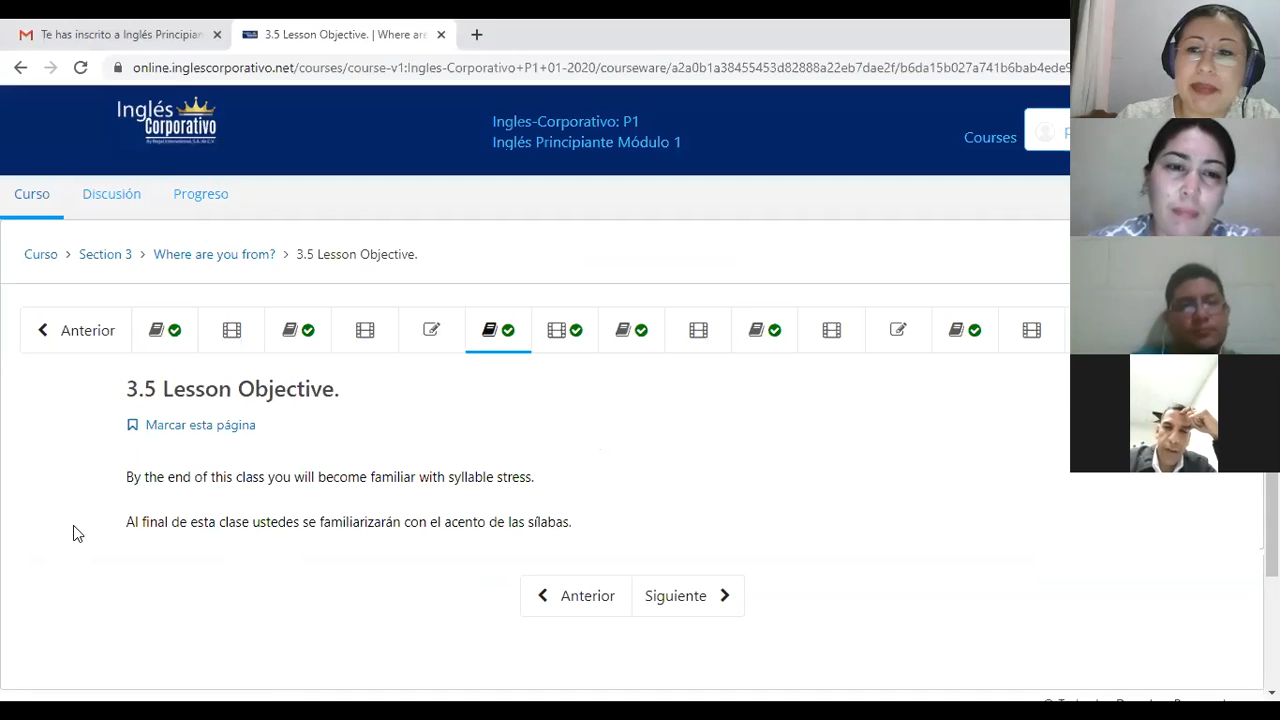 Te has inscrito a Inglés Principian
3.5 Lesson Objective. | Where are
online.inglescorporativo.net/courses/course-v1:Ingles-Corporativo+P1+01-2020/courseware/a2a0b1a38455453d82888a22eb7dae2f/b6da15b027a741b6bab4ede9
Inglés
Corporativo
Ingles-Corporativo: P1
Inglés Principiante Módulo 1
Courses
p
Curso
Discusión
Progreso
Curso > Section 3 > Where are you from? > 3.5 Lesson Objective.
Anterior
3.5 Lesson Objective.
Marcar esta página
By the end of this class you will become familiar with syllable stress.
Al final de esta clase ustedes se familiarizarán con el acento de las sílabas.
Anterior
Siguiente